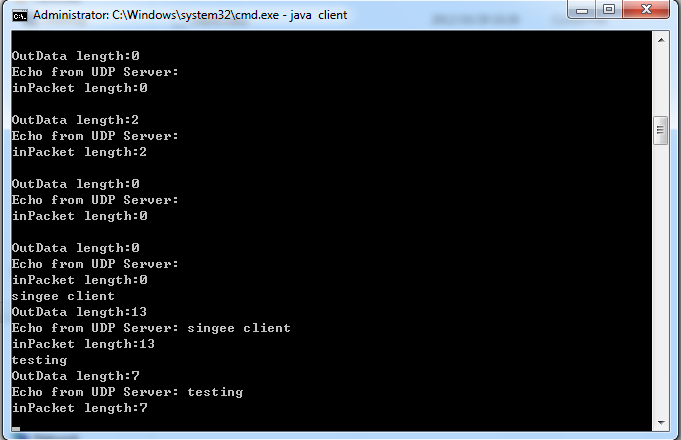 Administrator: C:\Windows\system32\cmd.exe - java  client
OutData length:0
Echo from UDP Server:
inPacket length:0
OutData length:2
Echo from UDP Server:
inPacket length:2
OutData length:0
Echo from UDP Server:
inPacket length:0
OutData length:0
Echo from UDP Server:
inPacket length:0
singee client
OutData length:13
Echo from UDP Server: singee client
inPacket length:13
testing
OutData length:7
Echo from UDP Server: testing
inPacket length:7